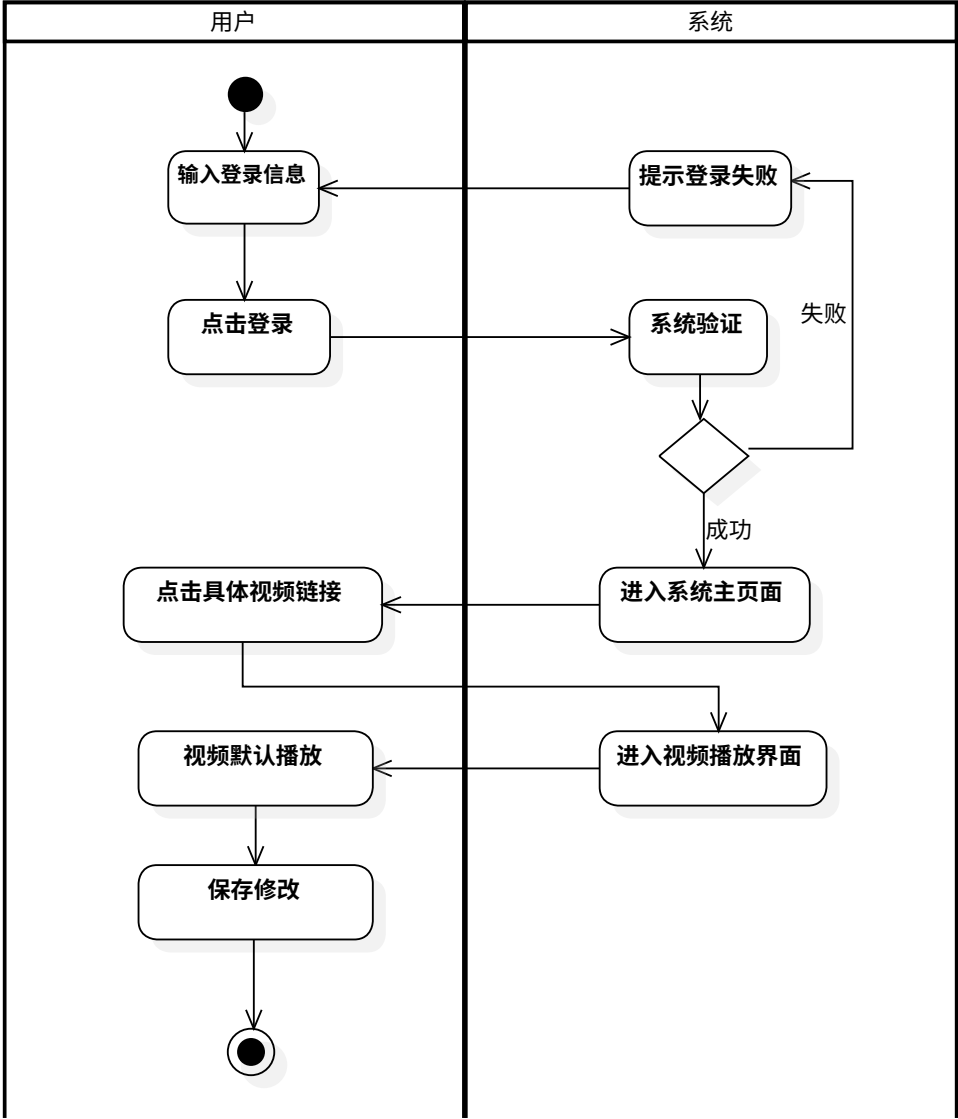 用户
系统
输入登录信息
提示登录失败
点击登录
系统验证
失败
成功
点击具体视频链接
进入系统主页面
视频默认播放
进入视频播放界面
保存修改